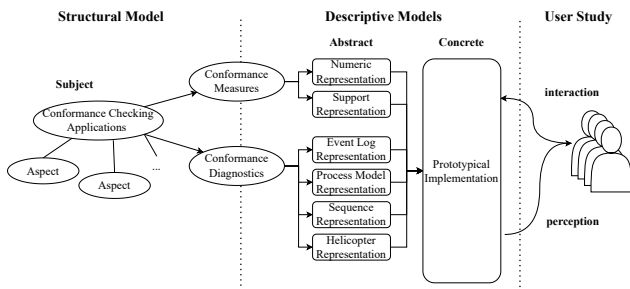 Structural Model
Descriptive Models
User Study
Abstract
Concrete
Subject
Conformance Checking
Applications
Aspect
Aspect
...
Conformance
Measures
Conformance
Diagnostics
Numeric
Representation
Support
Representation
Event Log
Representation
Process Model
Representation
Sequence
Representation
Helicopter
Representation
Prototypical
Implementation
interaction
perception